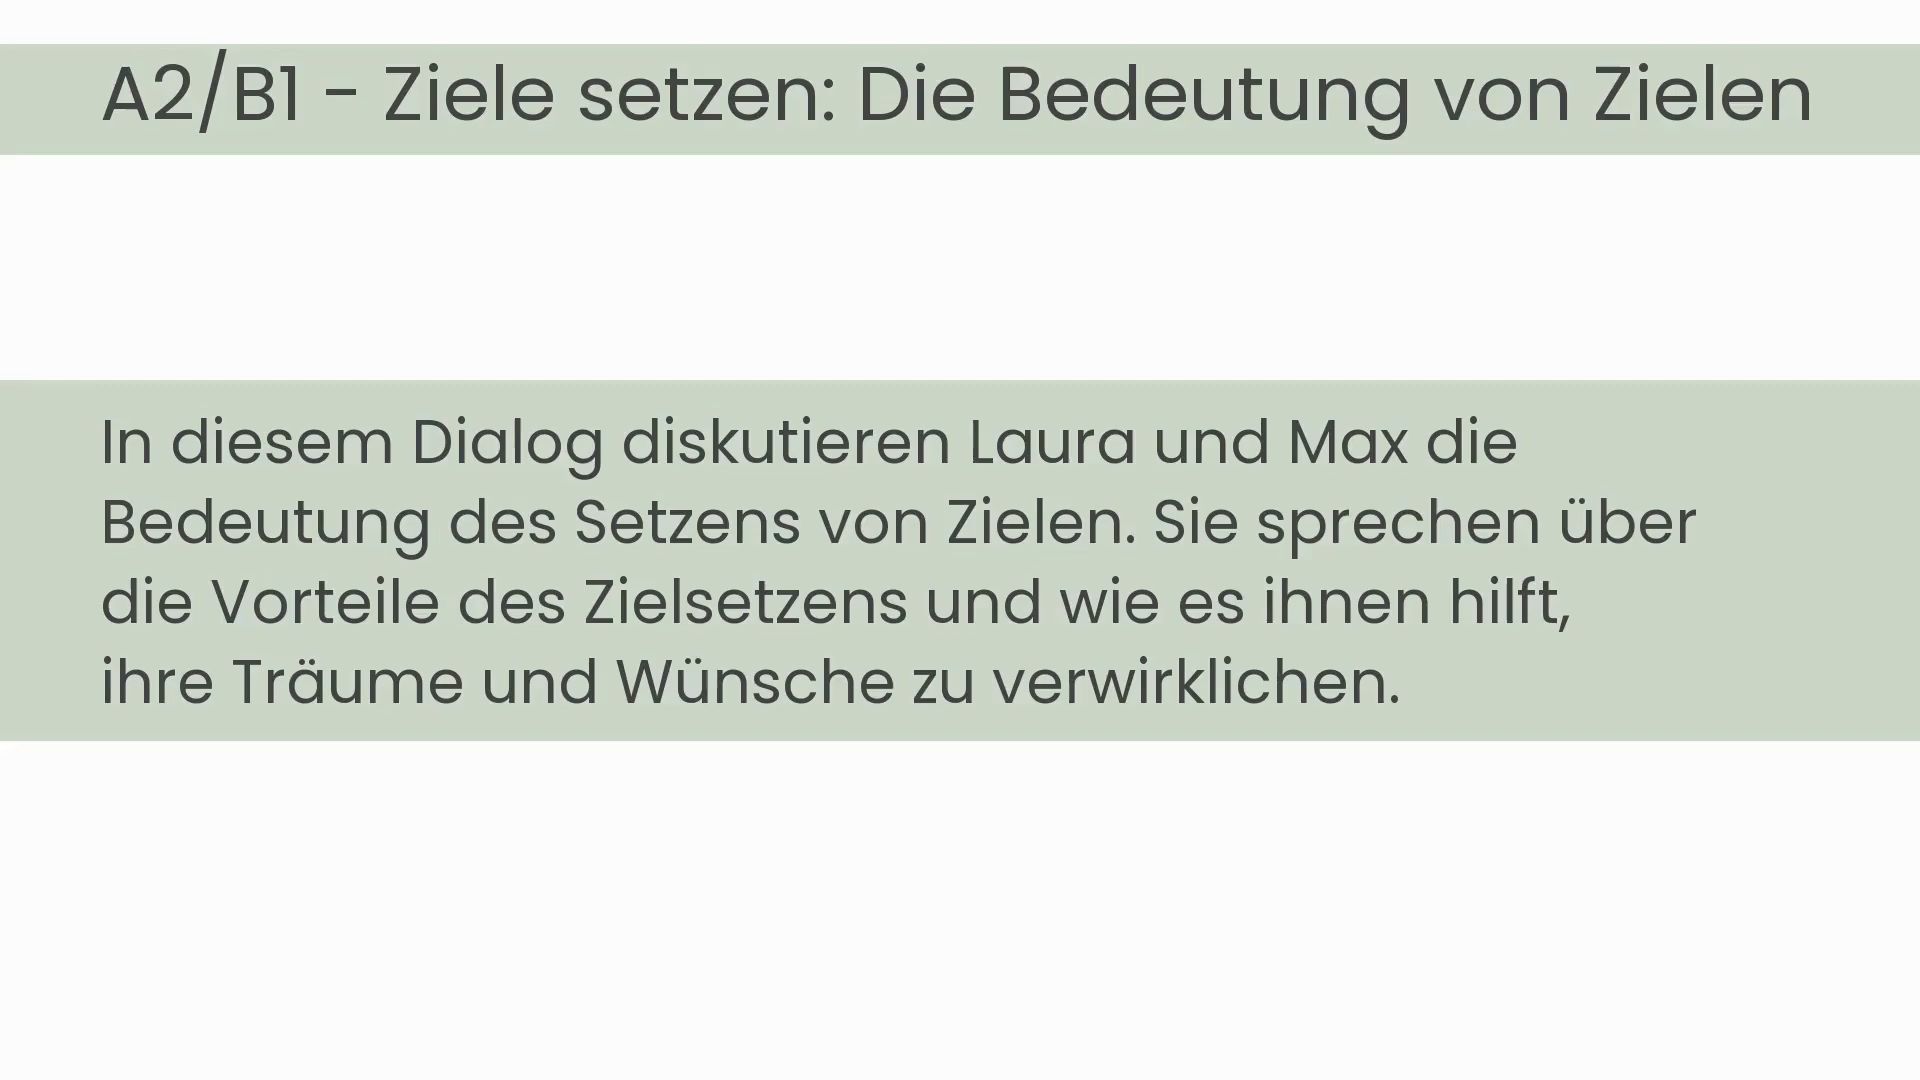 A2/B1 - Ziele setzen: Die Bedeutung von Zielen
In diesem Dialog diskutieren Laura und Max die
Bedeutung des Setzens von Zielen. Sie sprechen über
die Vorteile des Zielsetzens und wie es ihnen hilft,
ihre Träume und Wünsche zu verwirklichen.